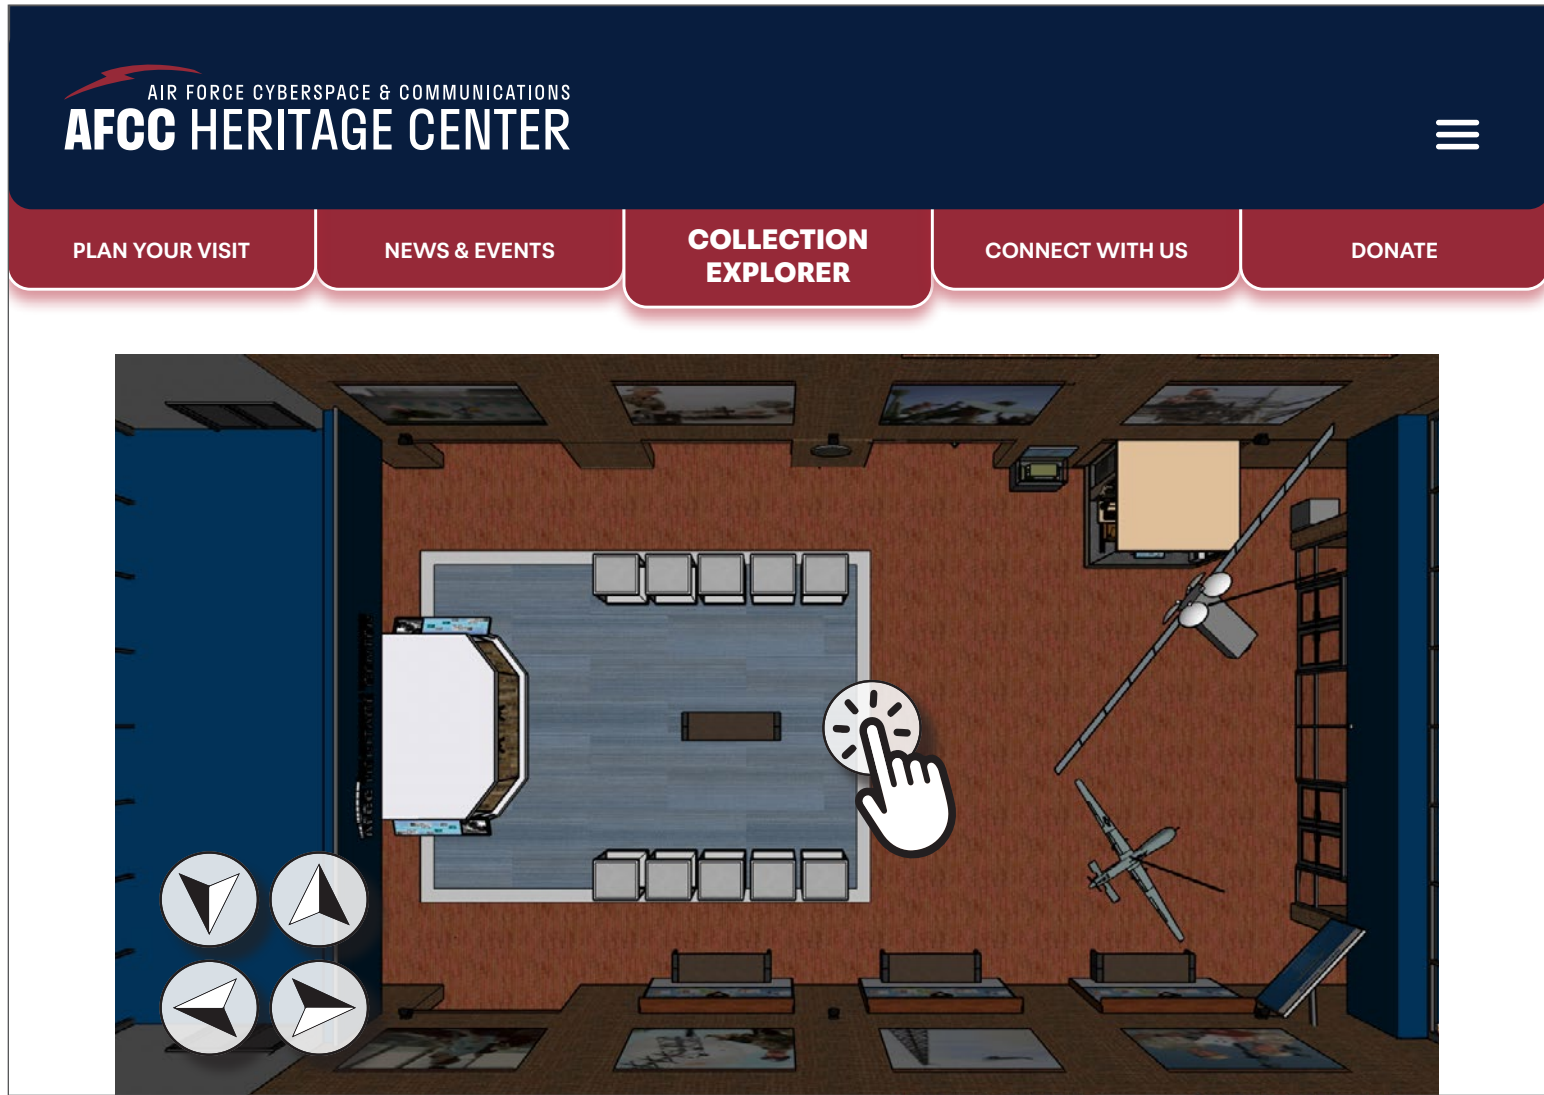 AIR FORCE CYBERSPACE & COMMUNICATIONS
AFCC HERITAGE CENTER
PLAN YOUR VISIT
NEWS & EVENTS
COLLECTION
EXPLORER
CONNECT WITH US
DONATE